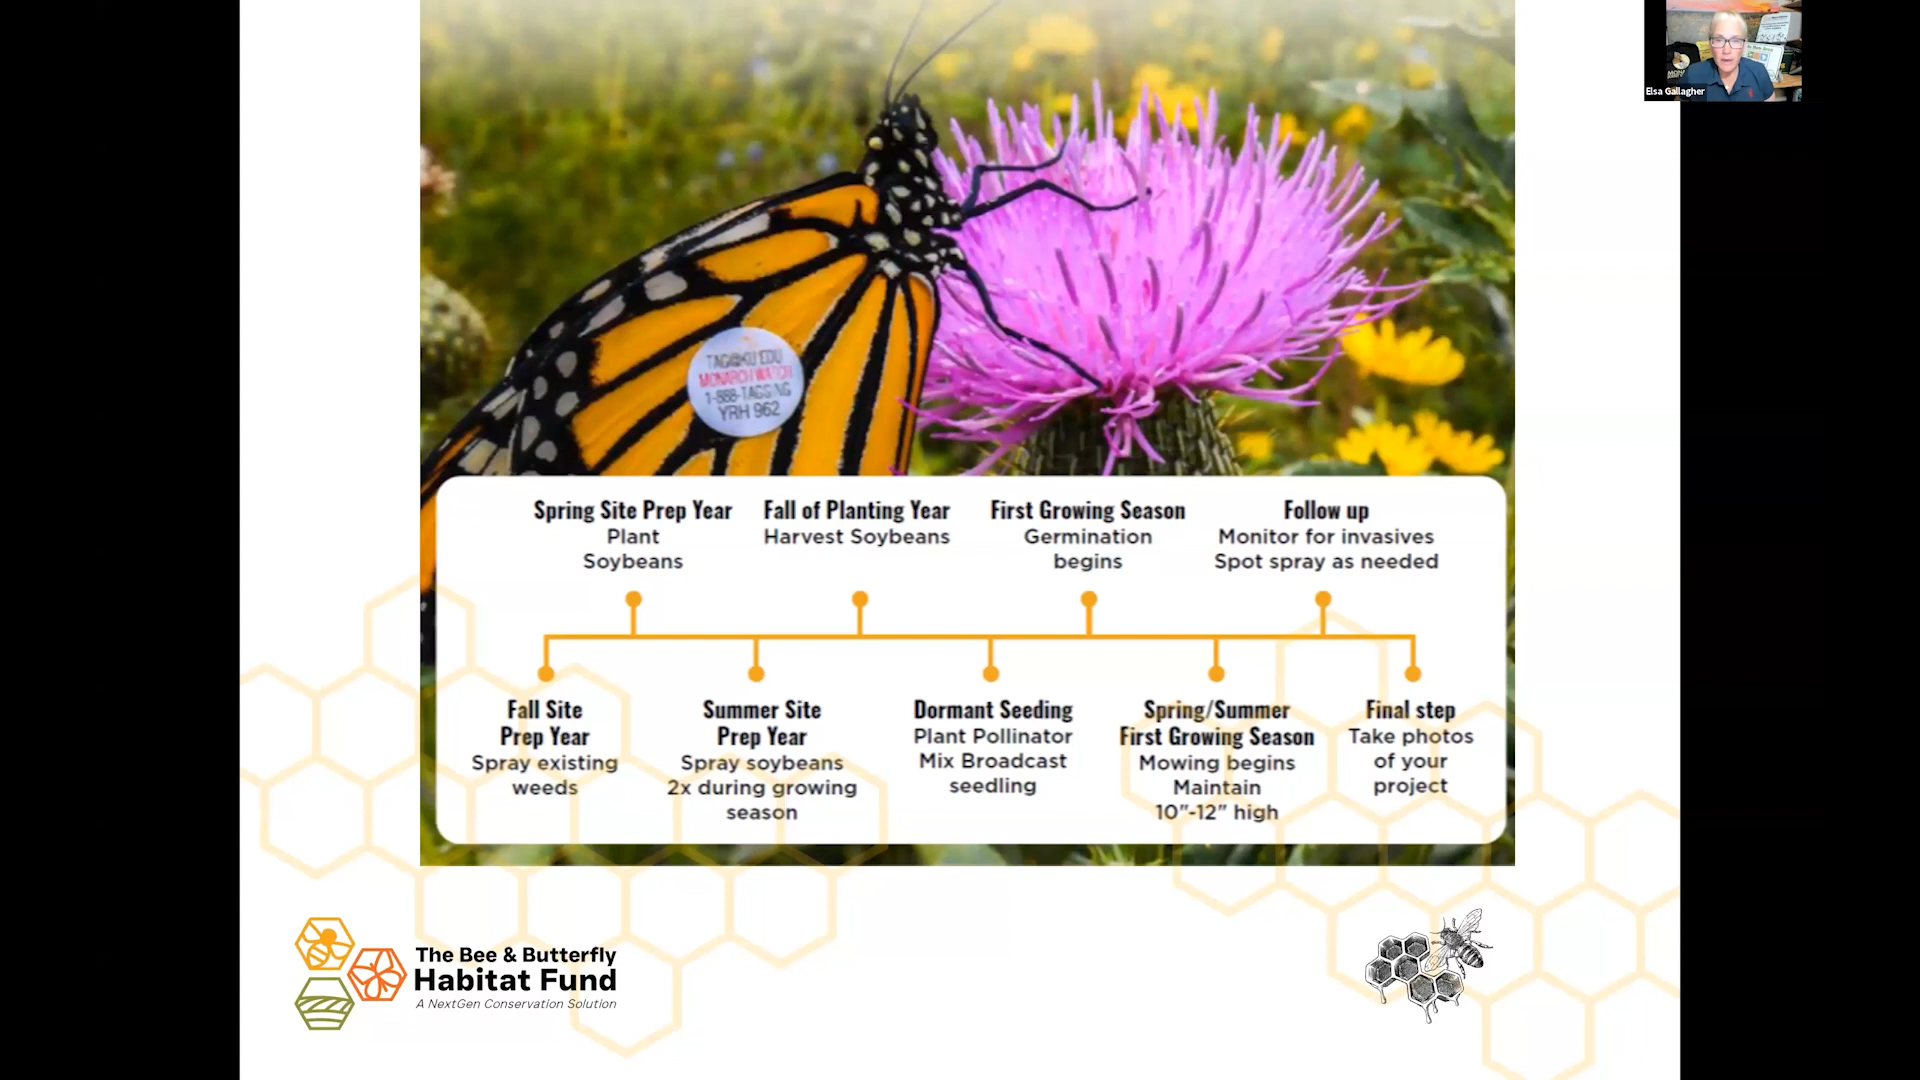 Elsa Gallagher
TAG@KU.EDU
MONARCH WATCH
1-888-TAGGING
YRH 962
Spring Site Prep Year
Plant
Soybeans
Fall of Planting Year
Harvest Soybeans
First Growing Season
Germination
begins
Follow up
Monitor for invasives
Spot spray as needed
Fall Site
Prep Year
Spray existing
weeds
Summer Site
Prep Year
Spray soybeans
2x during growing
season
Dormant Seeding
Plant Pollinator
Mix Broadcast
seedling
Spring/Summer
First Growing Season
Mowing begins
Maintain
10"-12" high
Final step
Take photos
of your
project
The Bee & Butterfly
Habitat Fund
A NextGen Conservation Solution